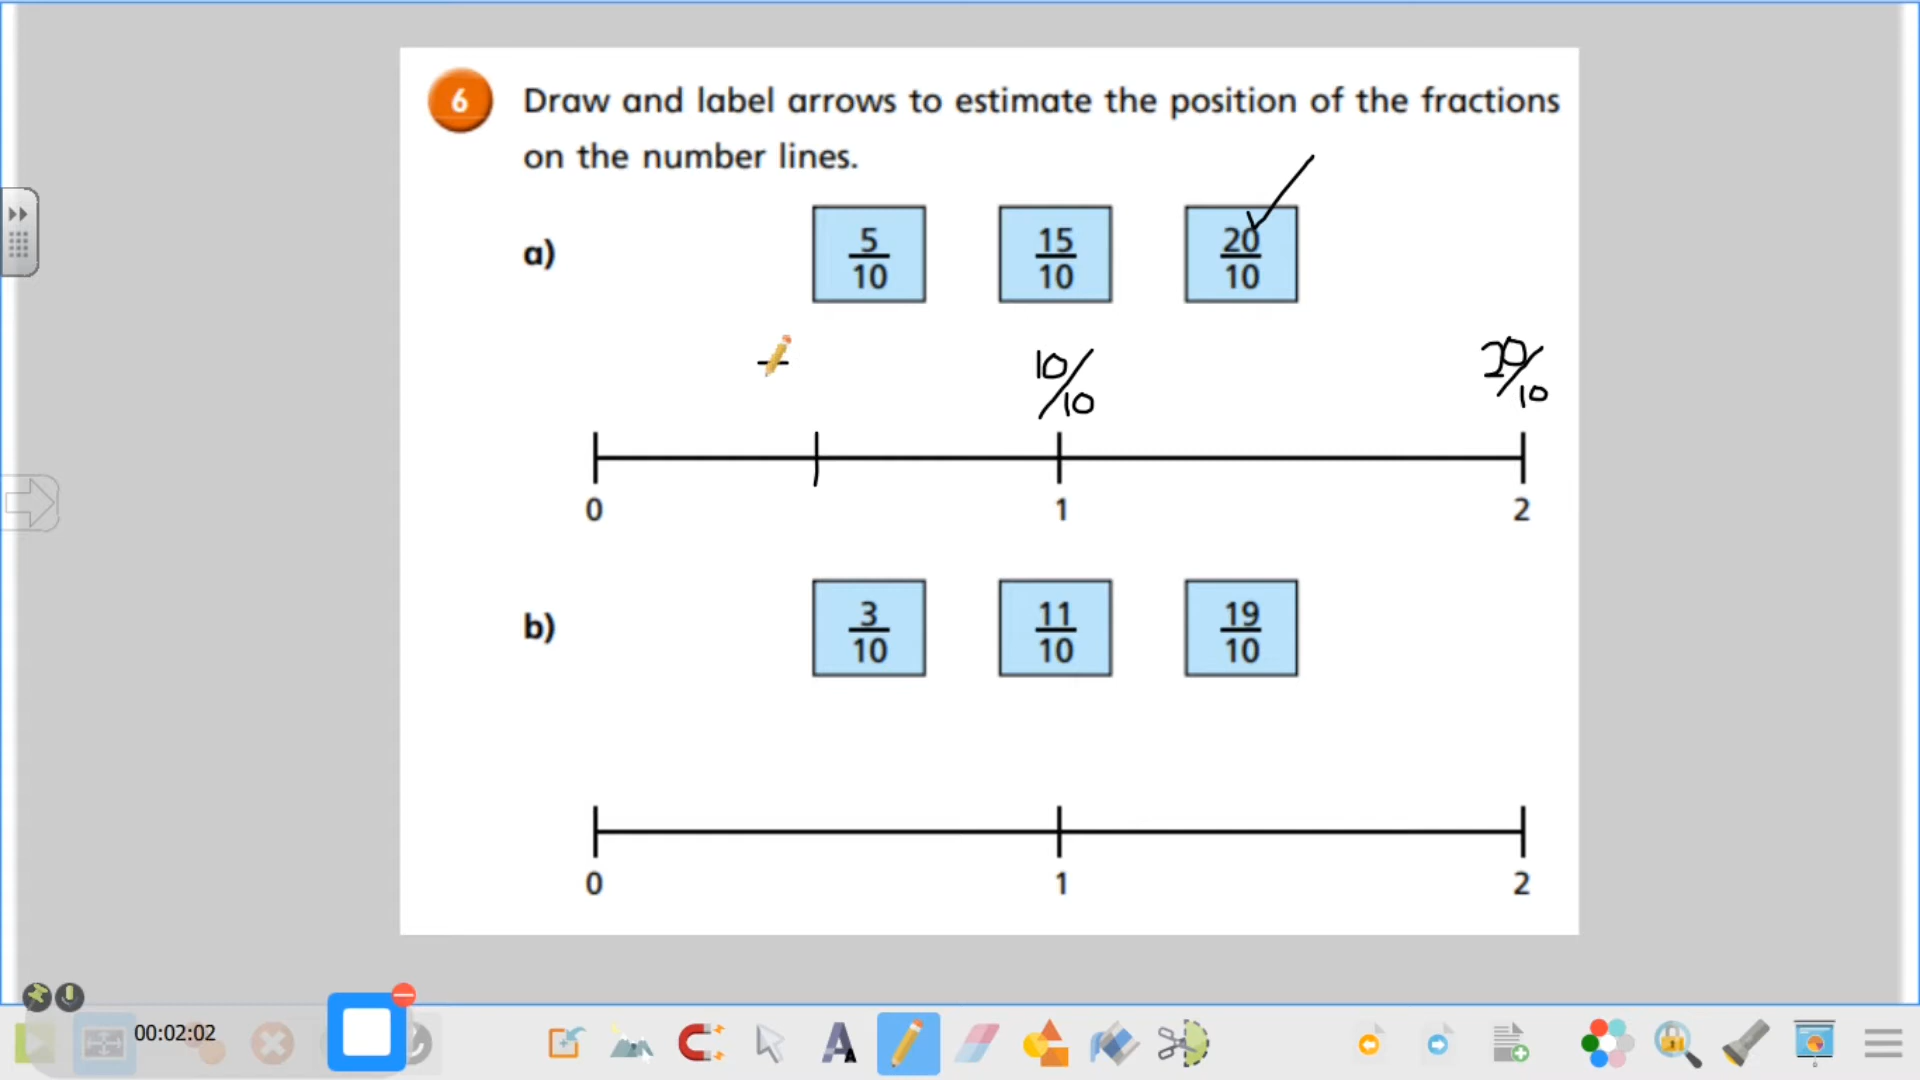 6 Draw and label arrows to estimate the position of the fractions
on the number lines.
a) 5/10 15/10 20/10
10/10 20/10
0 1 2
b) 3/10 11/10 19/10
0 1 2
00:02:02